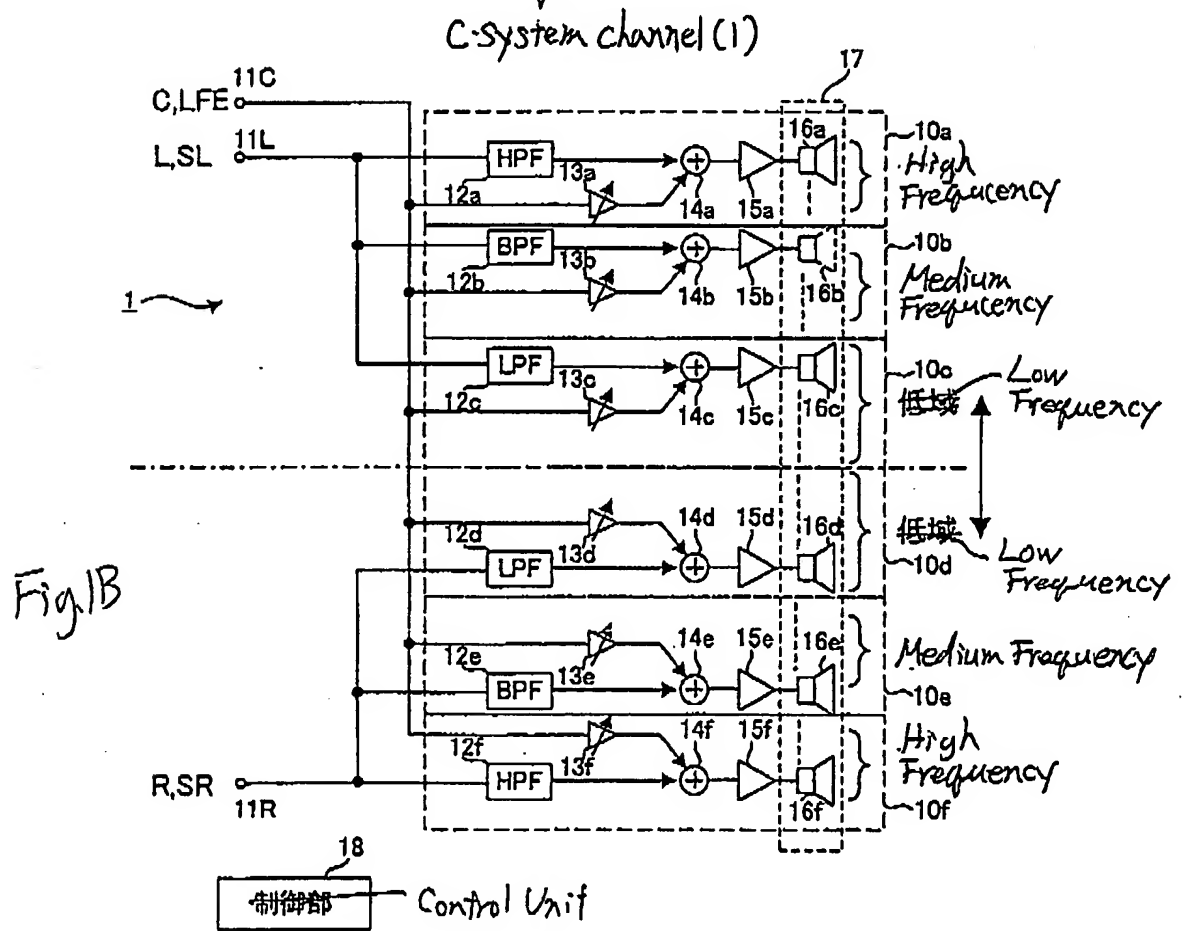 C-system channel (1)
17
11C
C,LFE
11L
L,SL
HPF
13a
16a
10a
High
Frequcency
12a
14a
15a
BPF
13b
10b
Medium
Frequcency
12b
14b
15b
16b
1
LPF
13c
10c
低域
Low
Frequency
12c
14c
15c
16c
12d
13d
14d
15d
16d
低域
LPF
10d
Low
Frequency
Fig.1B
12e
13e
14e
15e
16e
Medium Frequency
BPF
10e
12f
13f
14f
15f
High
Frequency
R,SR
HPF
16f
11R
10f
18
制御部
Control Unit